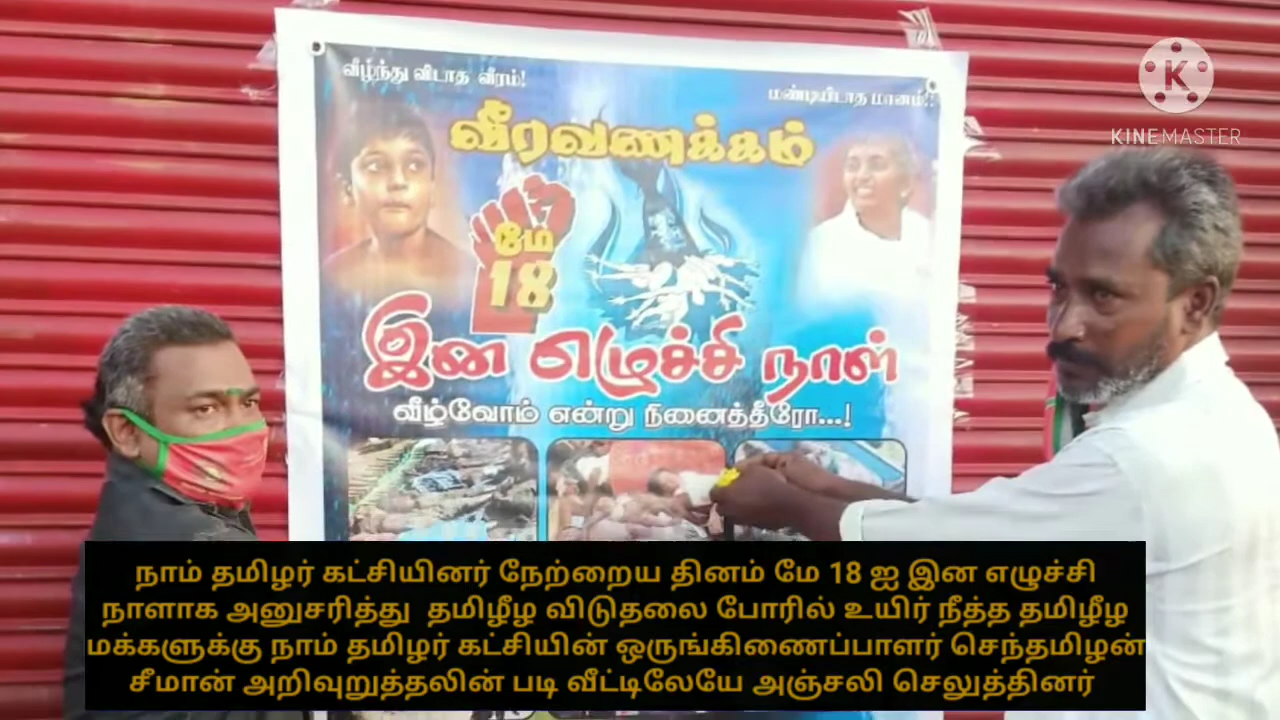 வீழ்ந்து விடாத வீரம்!
மண்டியிடாத மானம்!!
KINEMASTER
வீரவணக்கம்
மே
18
இன எழுச்சி நாள்
வீழ்வோம் என்று நினைத்தீரோ...!
நாம் தமிழர் கட்சியினர் நேற்றைய தினம் மே 18 ஐ இன எழுச்சி
நாளாக அனுசரித்து தமிழீழ விடுதலை போரில் உயிர் நீத்த தமிழீழ
மக்களுக்கு நாம் தமிழர் கட்சியின் ஒருங்கிணைப்பாளர் செந்தமிழன்
சீமான் அறிவுறுத்தலின் படி வீட்டிலேயே அஞ்சலி செலுத்தினர்